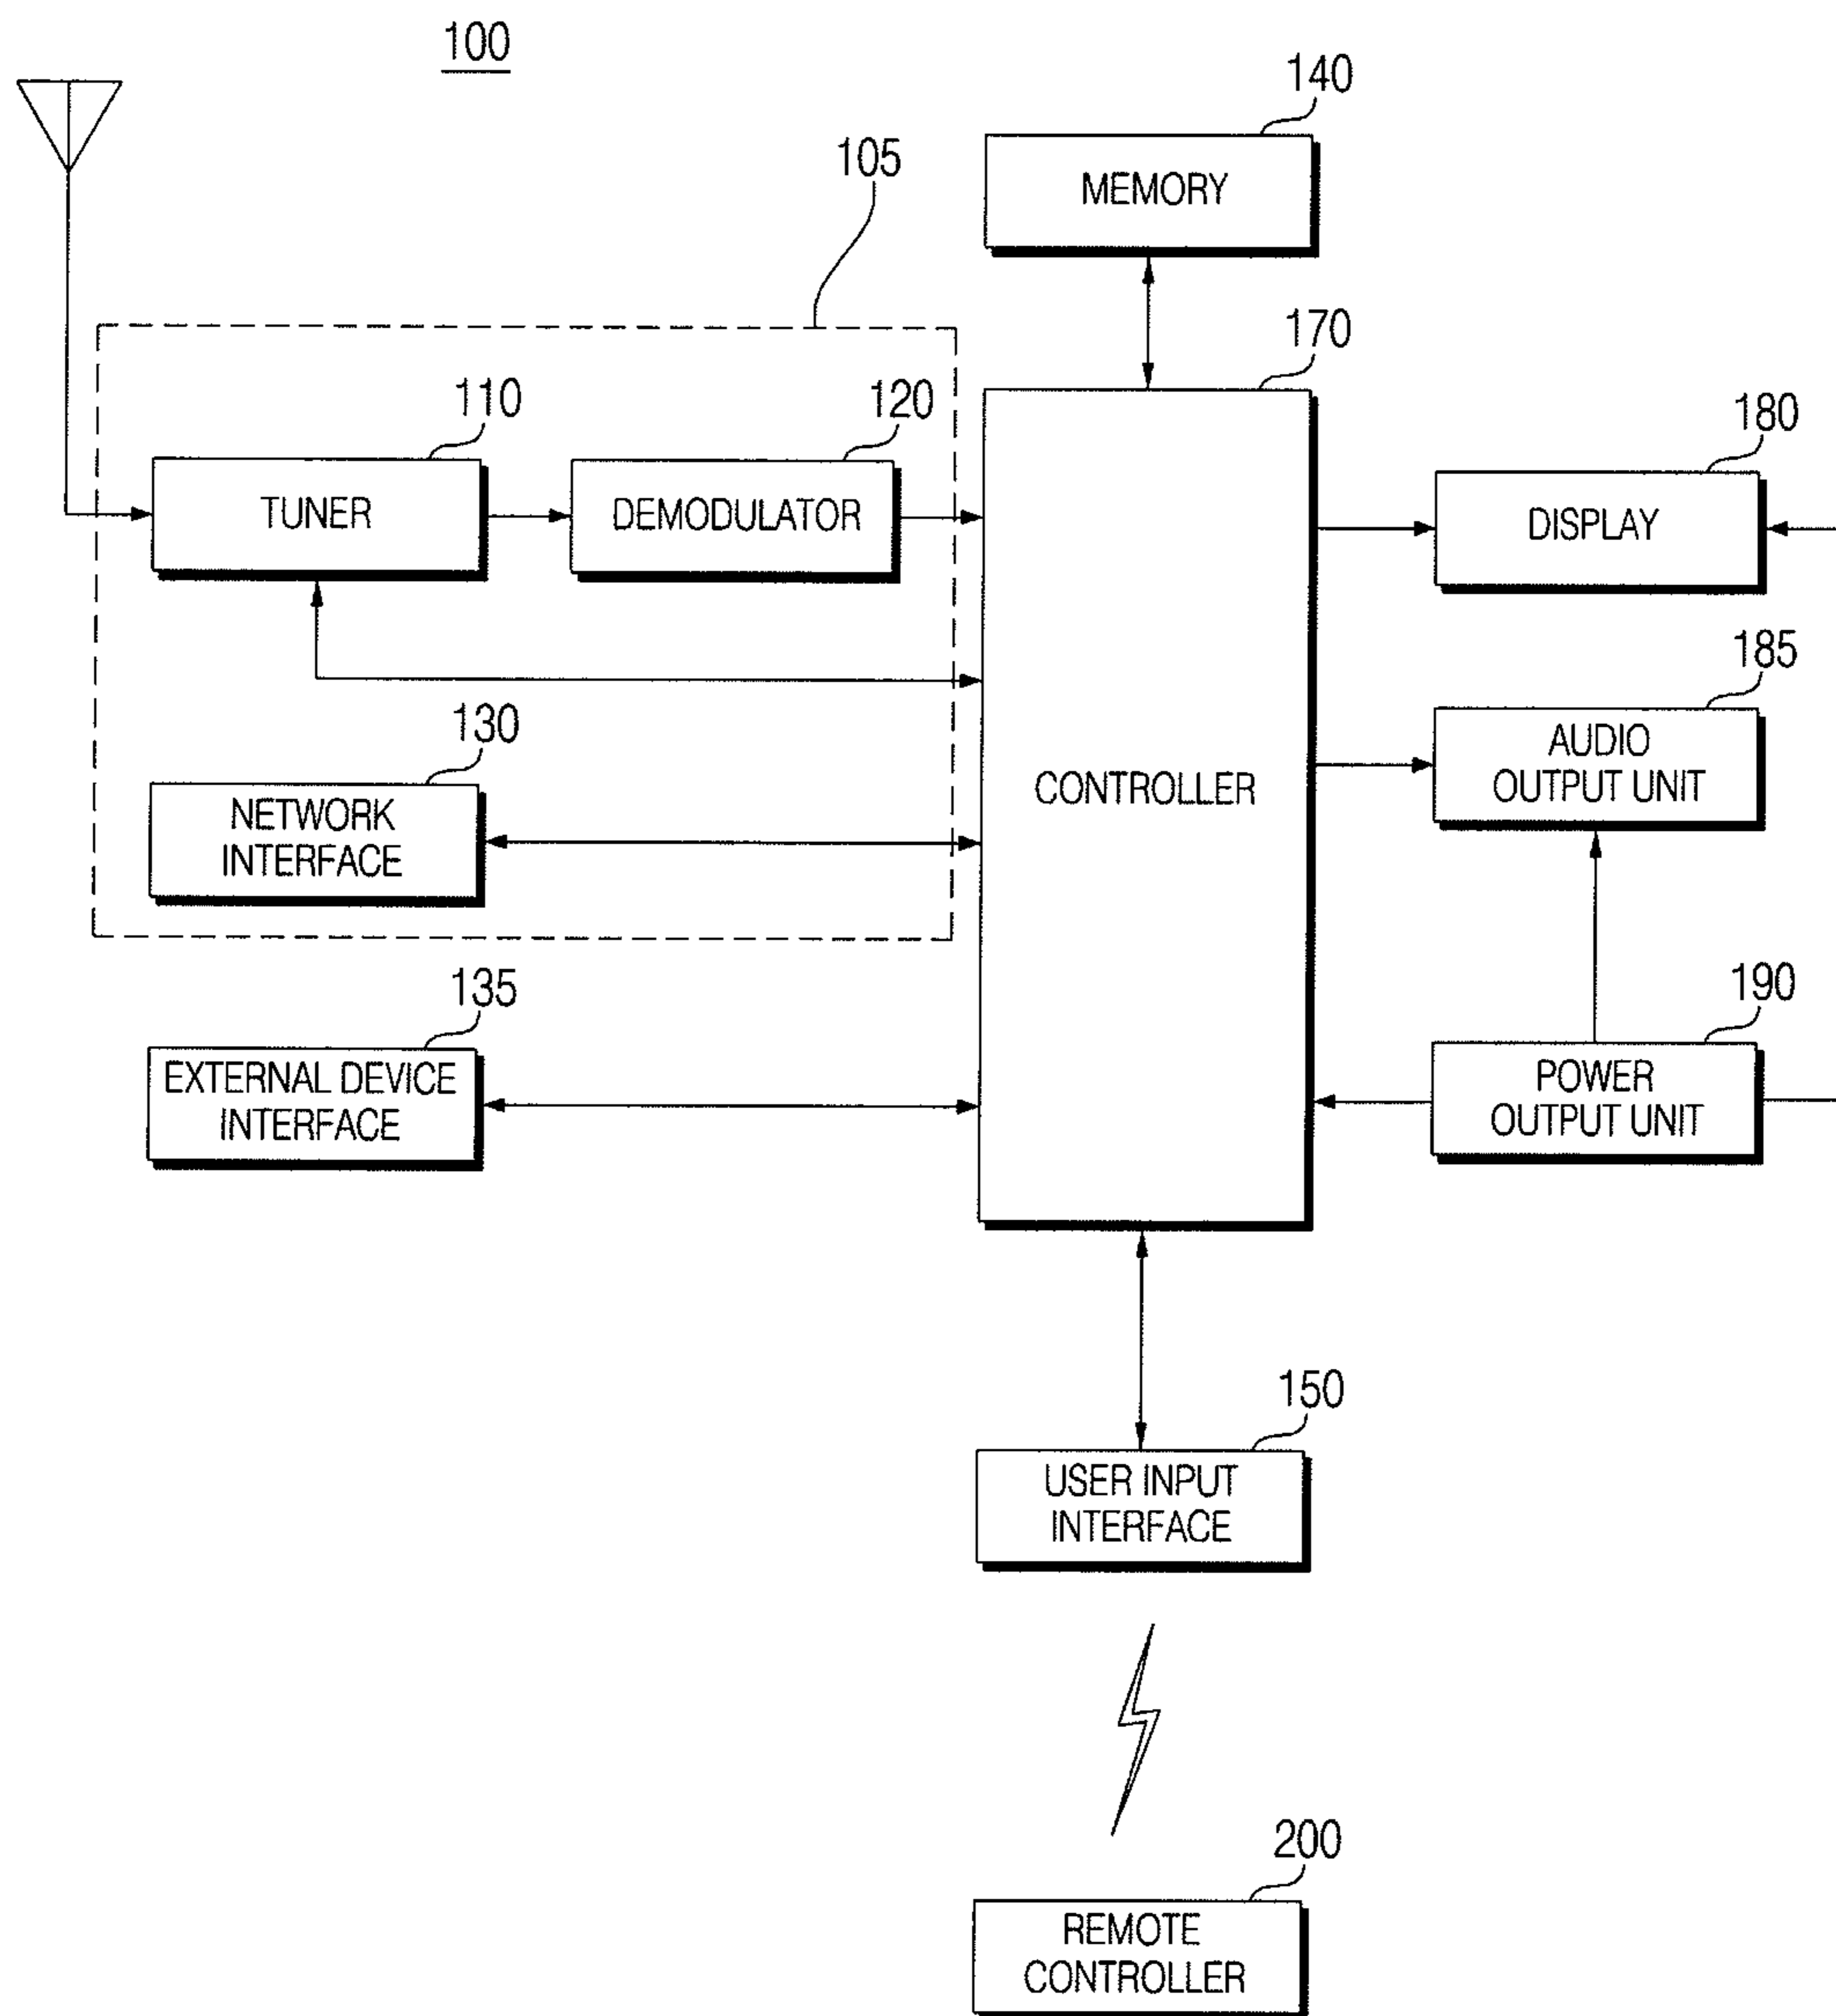 100
140
MEMORY
105
170
110
120
180
TUNER
DEMODULATOR
DISPLAY
185
130
AUDIO
OUTPUT UNIT
NETWORK
INTERFACE
CONTROLLER
135
190
EXTERNAL DEVICE
INTERFACE
POWER
OUTPUT UNIT
150
USER INPUT
INTERFACE
200
REMOTE
CONTROLLER